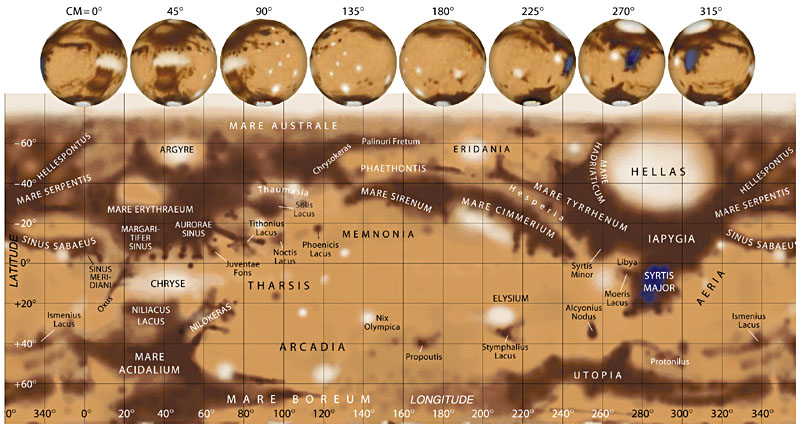 CM = 0° 45° 90° 135° 180° 225° 270° 315°
MARE AUSTRALE
-60°
HELLESPONTUS
ARGYRE
Chrysokeras
Palinuri Fretum
ERIDANIA
MARE
HADRIATICUM
HELLAS
HELLESPONTUS
PHAETHONTIS
-40°
MARE SERPENTIS
Thaumasia
MARE SIRENUM
Hesperia
MARE TYRRHENUM
MARE SERPENTIS
MARE ERYTHRAEUM
Solis
Lacus
MARE CIMMERIUM
-20°
SINUS SABAEUS
MARGARI-
TIFER
SINUS
AURORAE
SINUS
Tithonius
Lacus
MEMNONIA
IAPYGIA
SINUS SABAEUS
Noctis
Lacus
Phoenicis
Lacus
LATITUDE
0°
SINUS
MERI-
DIANI
Juventae
Fons
Syrtis
Minor
Libya
SYRTIS
MAJOR
AERIA
CHRYSE
THARSIS
Oxus
Moeris
Lacus
+20°
Ismenius
Lacus
NILIACUS
LACUS
NILOKERAS
Nix
Olympica
ELYSIUM
Alcyonius
Nodus
Ismenius
Lacus
+40°
MARE
ACIDALIUM
ARCADIA
Propoutis
Stymphalius
Lacus
Protonilus
+60°
UTOPIA
MARE BOREUM
LONGITUDE
20° 340° 0° 20° 40° 60° 80° 100° 120° 140° 160° 180° 200° 220° 240° 260° 280° 300° 320° 340° 0°